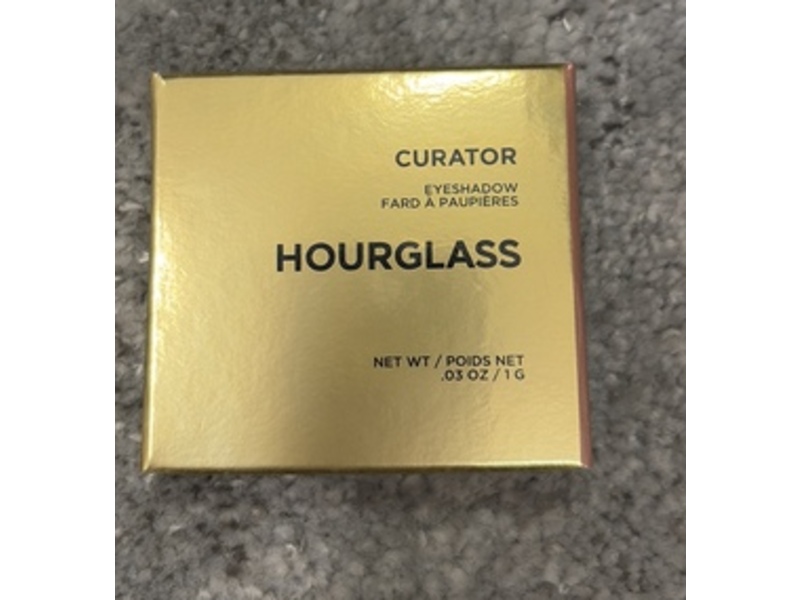 CURATOR
EYESHADOW
FARD À PAUPIÈRES
HOURGLASS
NET WT / POIDS NET
.03 OZ / 1 G